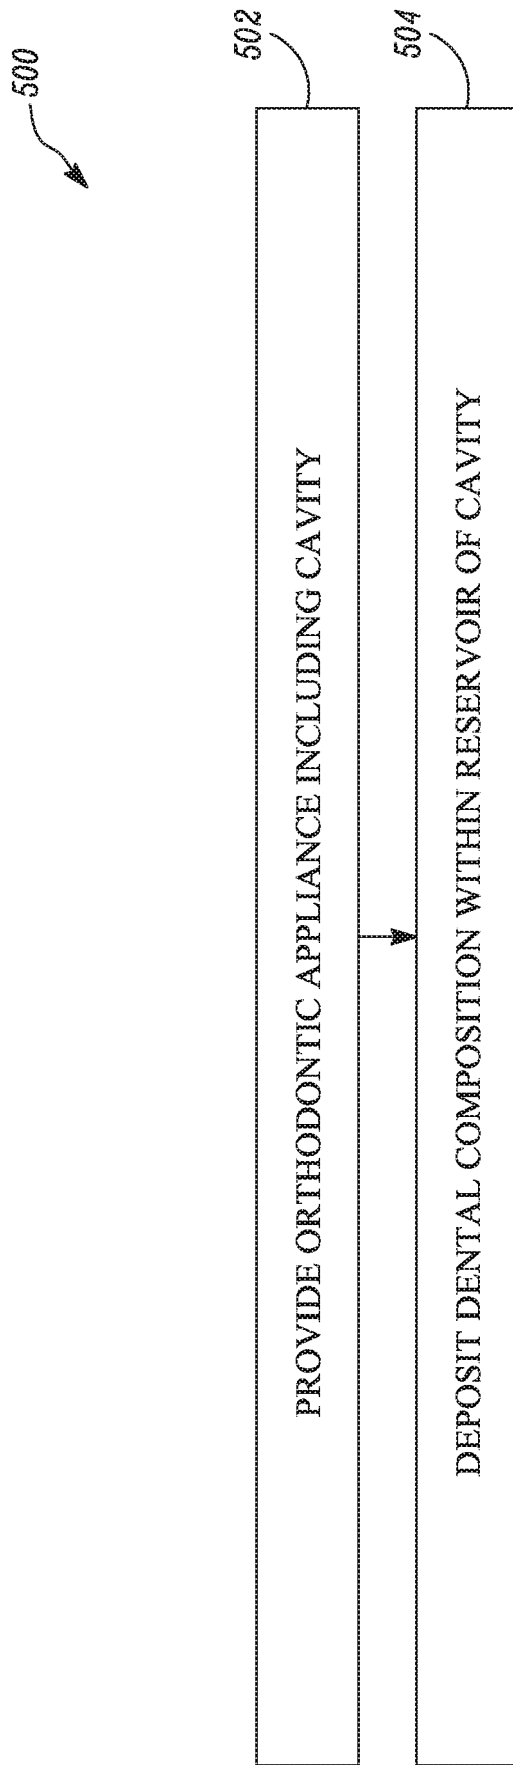 500
502
PROVIDE ORTHODONTIC APPLIANCE INCLUDING CAVITY
504
DEPOSIT DENTAL COMPOSITION WITHIN RESERVOIR OF CAVITY